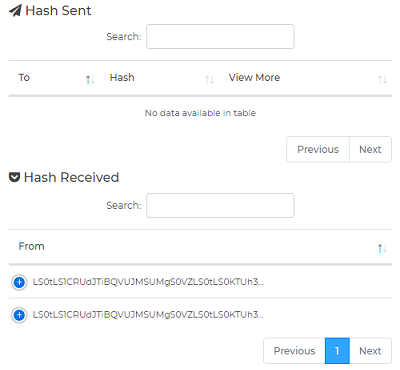 Hash Sent
Search:
To Hash View More
No data available in table
Previous Next
Hash Received
Search:
From
LS0tLS1CRUdJTiBQVUJMSUMgS0VZLS0tLS0KTUh3...
LS0tLS1CRUdJTiBQVUJMSUMgS0VZLS0tLS0KTUh3...
Previous 1 Next